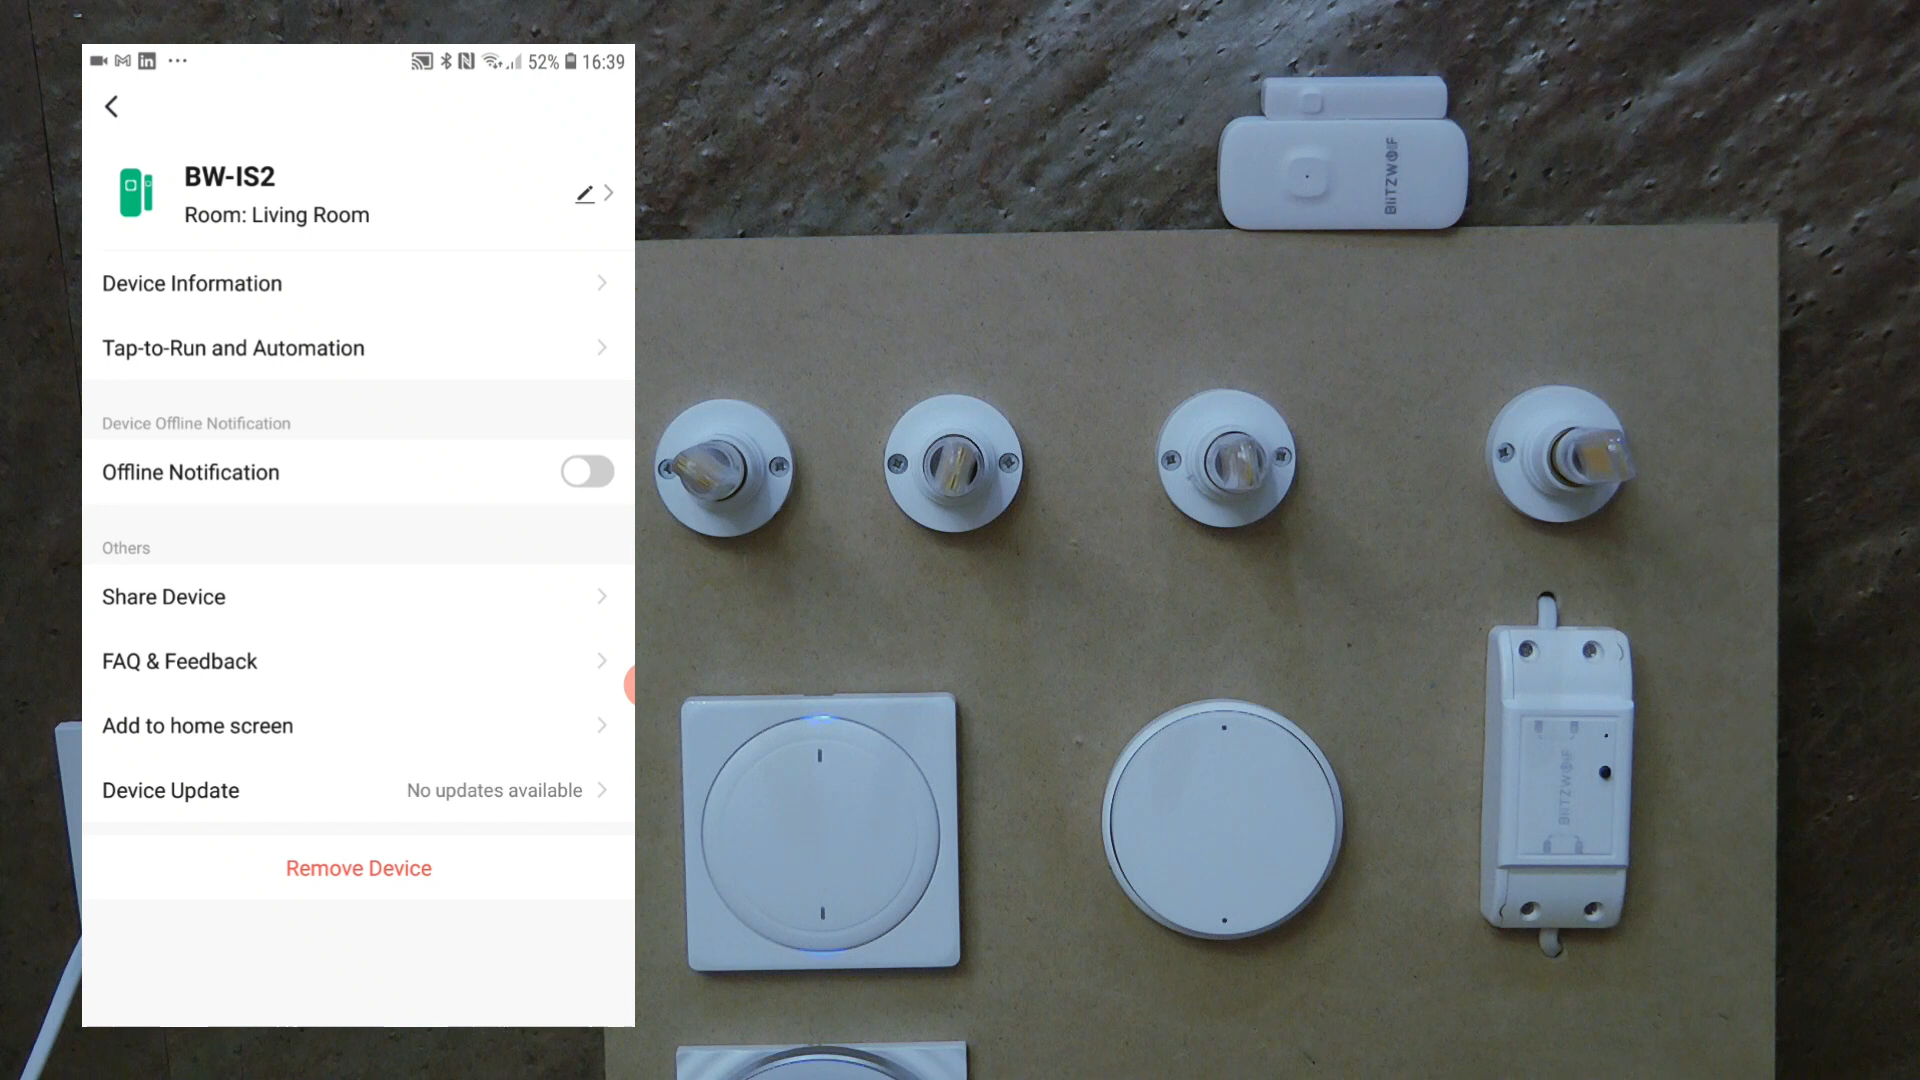 52% 16:39
BW-IS2
Room: Living Room
Device Information
Tap-to-Run and Automation
Device Offline Notification
Offline Notification
Others
Share Device
FAQ & Feedback
Add to home screen
Device Update No updates available
Remove Device
BLITZWOLF
BLITZWOLF